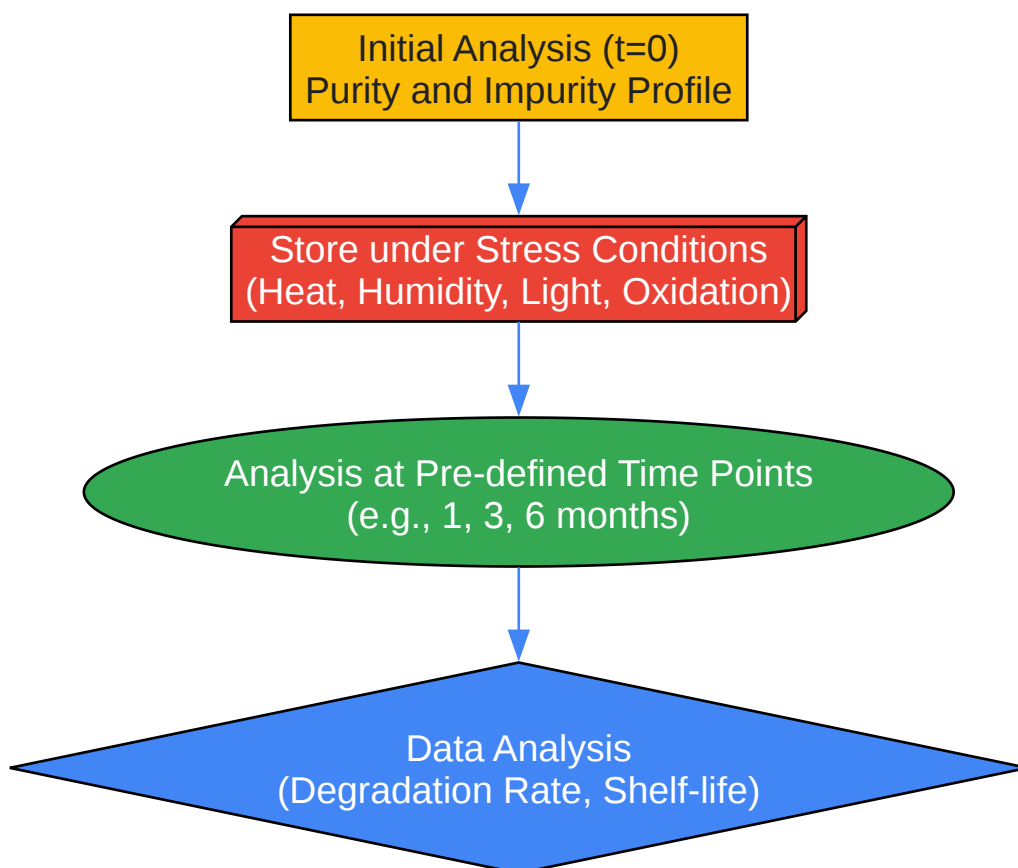 Initial Analysis (t=0)
Purity and Impurity Profile
Store under Stress Conditions
(Heat, Humidity, Light, Oxidation)
Analysis at Pre-defined Time Points
(e.g., 1, 3, 6 months)
Data Analysis
(Degradation Rate, Shelf-life)